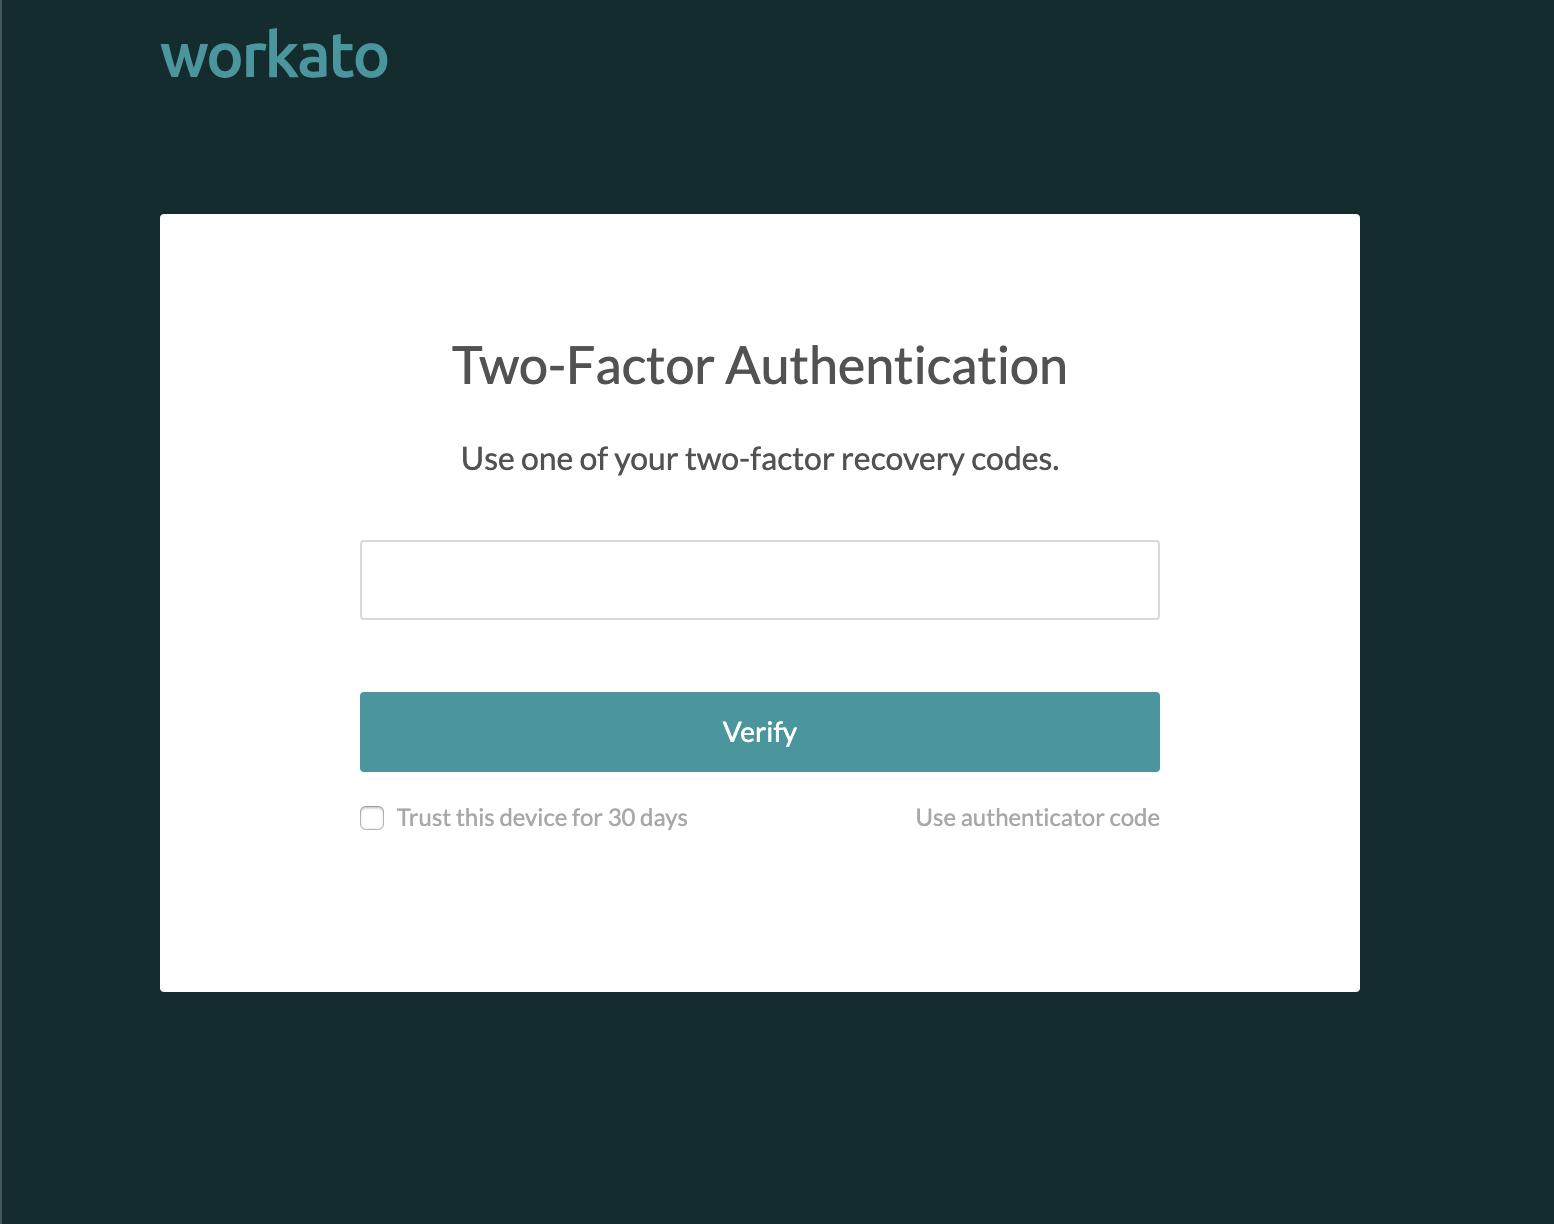 workato
Two-Factor Authentication
Use one of your two-factor recovery codes.
Verify
Trust this device for 30 days
Use authenticator code